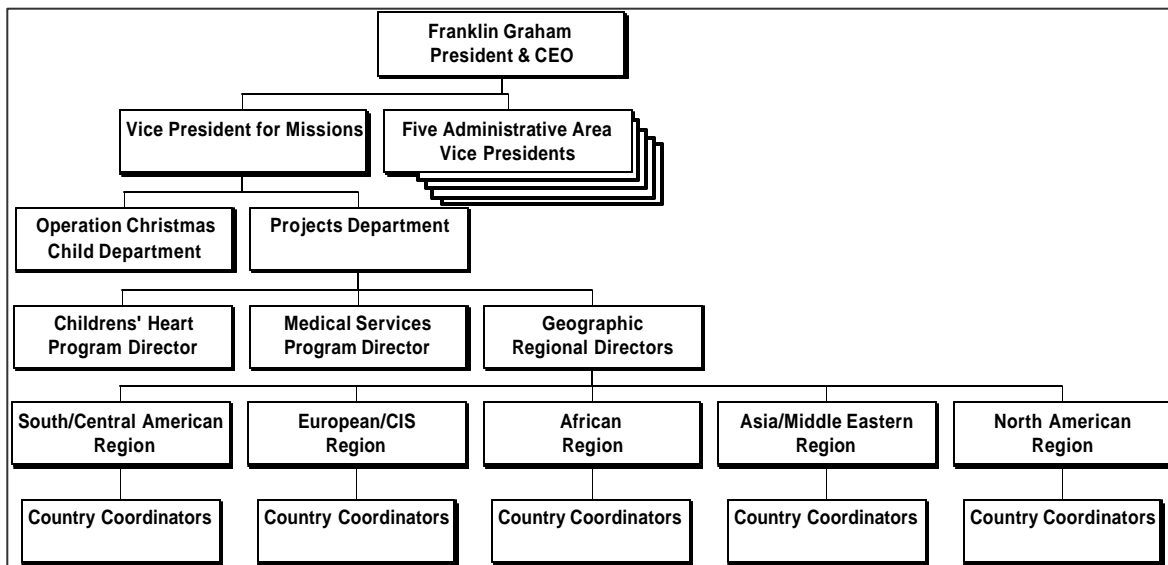 Franklin Graham
President & CEO
Vice President for Missions
Five Administrative Area
Vice Presidents
Operation Christmas
Child Department
Projects Department
Childrens' Heart
Program Director
Medical Services
Program Director
Geographic
Regional Directors
South/Central American
Region
European/CIS
Region
African
Region
Asia/Middle Eastern
Region
North American
Region
Country Coordinators
Country Coordinators
Country Coordinators
Country Coordinators
Country Coordinators